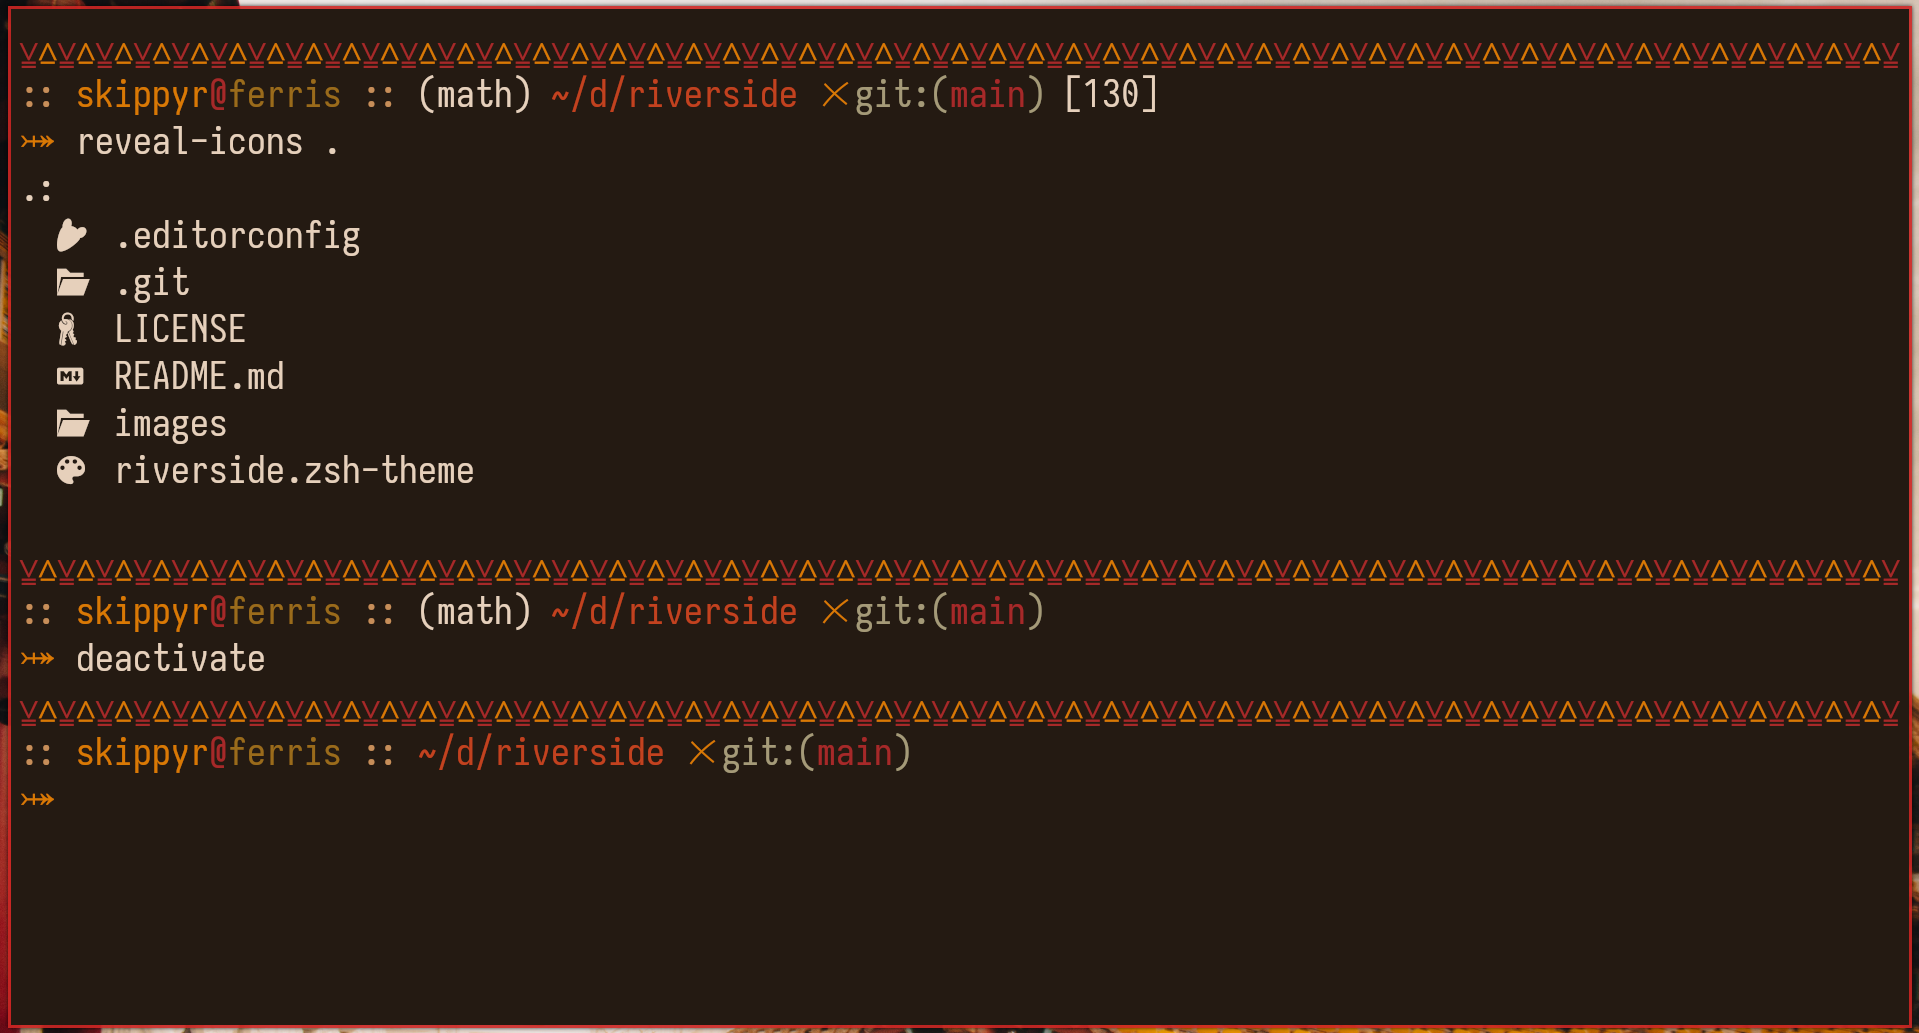 :: skippyr@ferris :: (math) ~/d/riverside ×git:(main) [130]
⤐ reveal-icons .
.:
.editorconfig
.git
LICENSE
M↓ README.md
images
riverside.zsh-theme
:: skippyr@ferris :: (math) ~/d/riverside ×git:(main)
⤐ deactivate
:: skippyr@ferris :: ~/d/riverside ×git:(main)
⤐